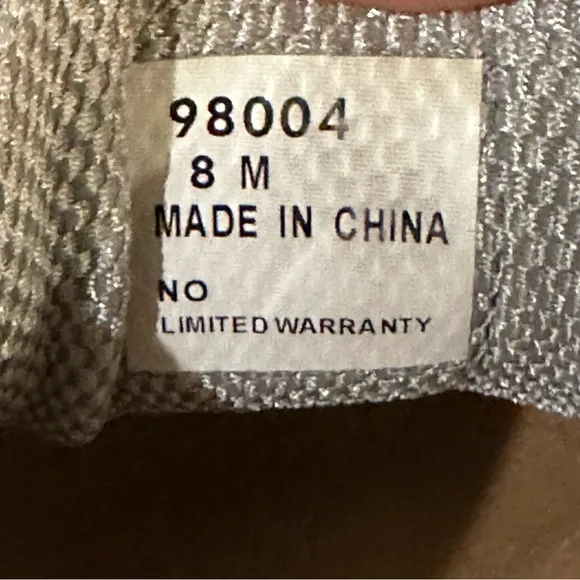 98004
8 M
MADE IN CHINA
NO
LIMITED WARRANTY